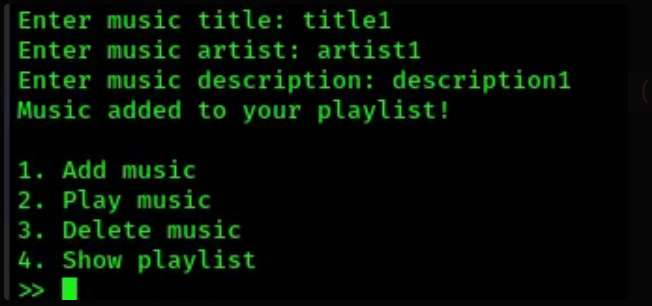 Enter music title: title1
Enter music artist: artist1
Enter music description: description1
Music added to your playlist!
1. Add music
2. Play music
3. Delete music
4. Show playlist
>>